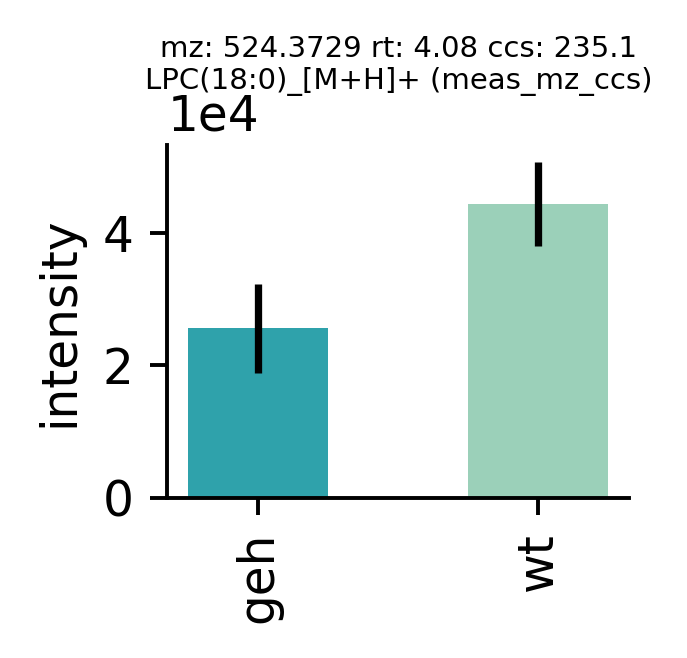 mz: 524.3729 rt: 4.08 ccs: 235.1
LPC(18:0)_[M+H]+ (meas_mz_ccs)
1e4
intensity
4
2
0
geh
wt